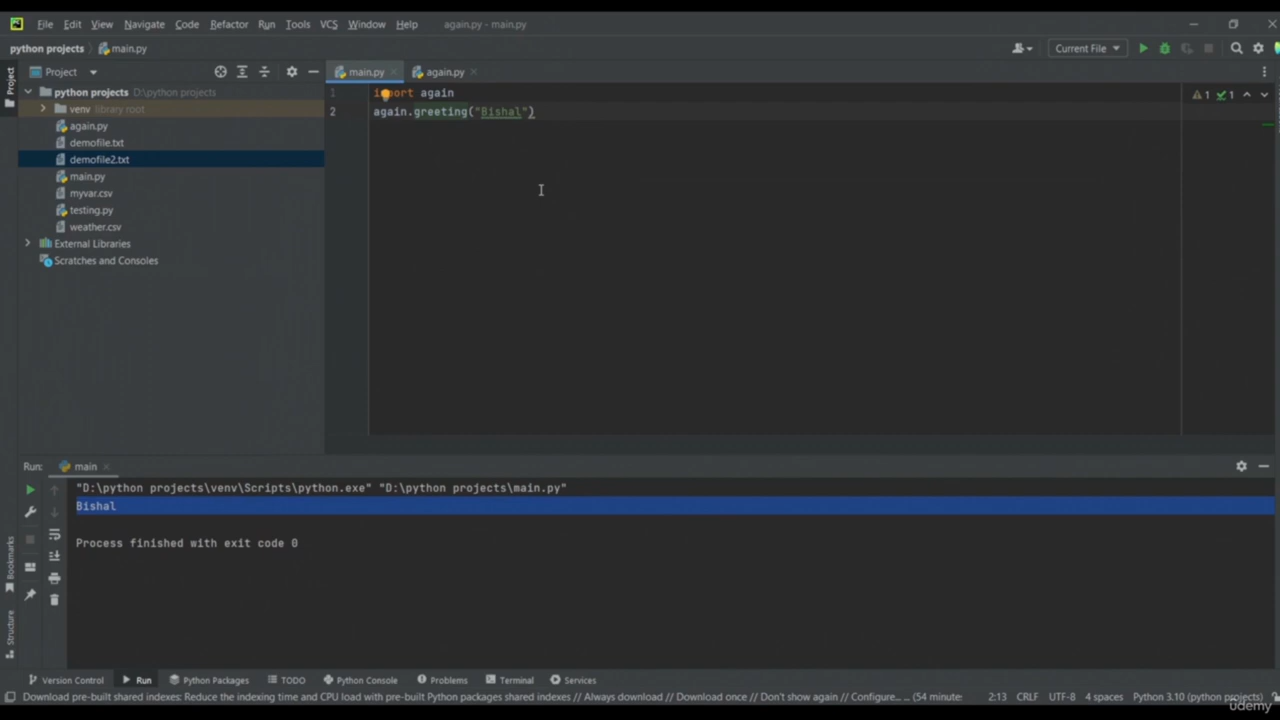 File Edit View Navigate Code Refactor Run Tools VCS Window Help again.py - main.py
python projects main.py Current File
Project Project main.py again.py
python projects D:\python projects 1 import again 1 1
venv library root 2 again.greeting("Bishal")
again.py
demofile.txt
demofile2.txt
main.py
myvar.csv
testing.py
weather.csv
External Libraries
Scratches and Consoles
Run: main
"D:\python projects\venv\Scripts\python.exe" "D:\python projects\main.py"
Bishal
Process finished with exit code 0
Bookmarks
Structure
Version Control Run Python Packages TODO Python Console Problems Terminal Services
Download pre-built shared indexes: Reduce the indexing time and CPU load with pre-built Python packages shared indexes // Always download // Download once // Don't show again // Configure... (54 minute: 2:13 CRLF UTF-8 4 spaces Python 3.10 (python projects)
udemy